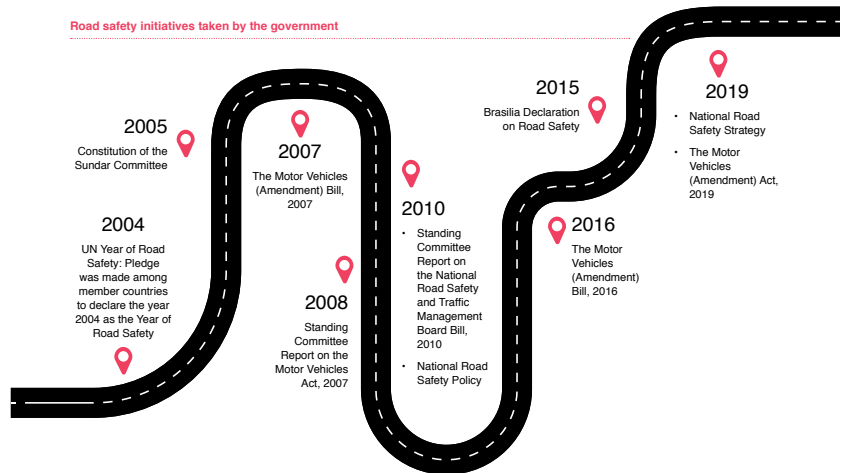 Road safety initiatives taken by the government
2004
UN Year of Road
Safety: Pledge
was made among
member countries
to declare the year
2004 as the Year of
Road Safety
2005
Constitution of the
Sundar Committee
2007
The Motor Vehicles
(Amendment) Bill,
2007
2008
Standing
Committee
Report on the
Motor Vehicles
Act, 2007
2010
• Standing
Committee
Report on
the National
Road Safety
and Traffic
Management
Board Bill,
2010
• National Road
Safety Policy
2015
Brasilia Declaration
on Road Safety
2016
The Motor
Vehicles
(Amendment)
Bill, 2016
2019
• National Road
Safety Strategy
• The Motor
Vehicles
(Amendment) Act,
2019